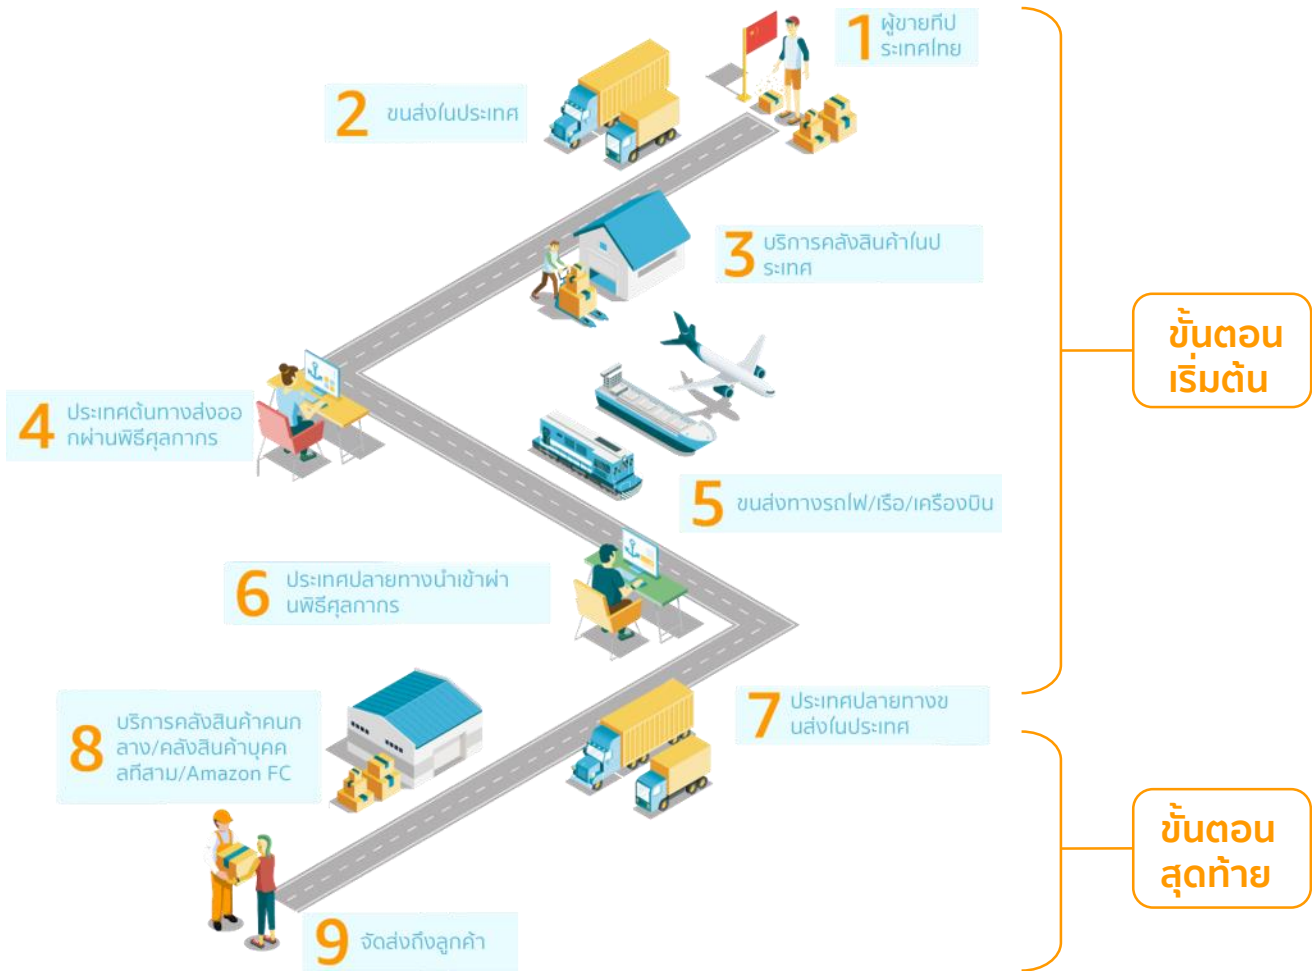 1
ผู้ขายที่ป
ระเทศไทย
2
ขนส่งในประเทศ
3
บริการคลังสินค้าในป
ระเทศ
4
ประเทศต้นทางส่งออ
กผ่านพิธีศุลกากร
5
ขนส่งทางรถไฟ/เรือ/เครื่องบิน
6
ประเทศปลายทางนำเข้าผ่า
นพิธีศุลกากร
7
ประเทศปลายทางข
นส่งในประเทศ
8
บริการคลังสินค้าคนก
ลาง/คลังสินค้าบุคค
ลที่สาม/Amazon FC
9
จัดส่งถึงลูกค้า
ขั้นตอน
เริ่มต้น
ขั้นตอน
สุดท้าย